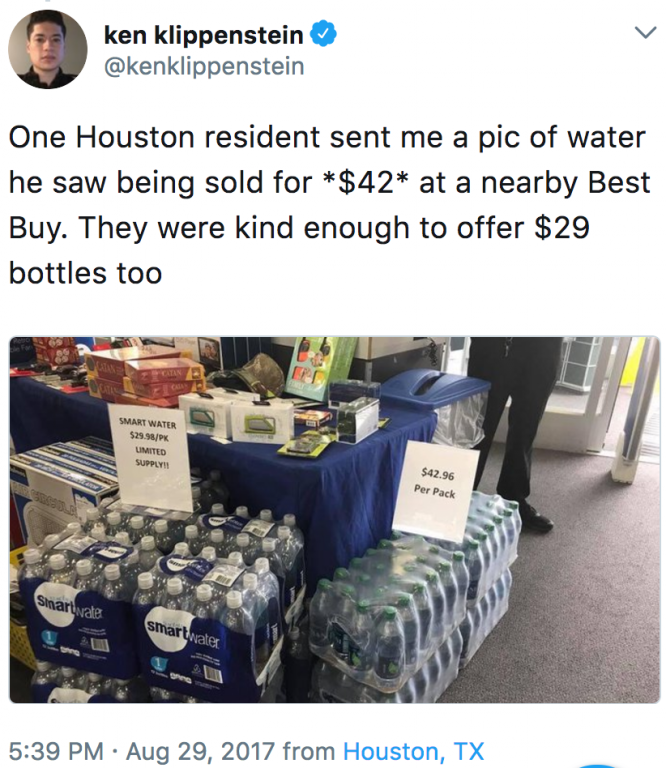 ken klippenstein
@kenklippenstein
One Houston resident sent me a pic of water
he saw being sold for *$42* at a nearby Best
Buy. They were kind enough to offer $29
bottles too
CATAN
CATAN
SMART WATER
$29.98/PK
LIMITED
SUPPLY!!
$42.96
Per Pack
smartwater
smartwater
5:39 PM · Aug 29, 2017 from Houston, TX